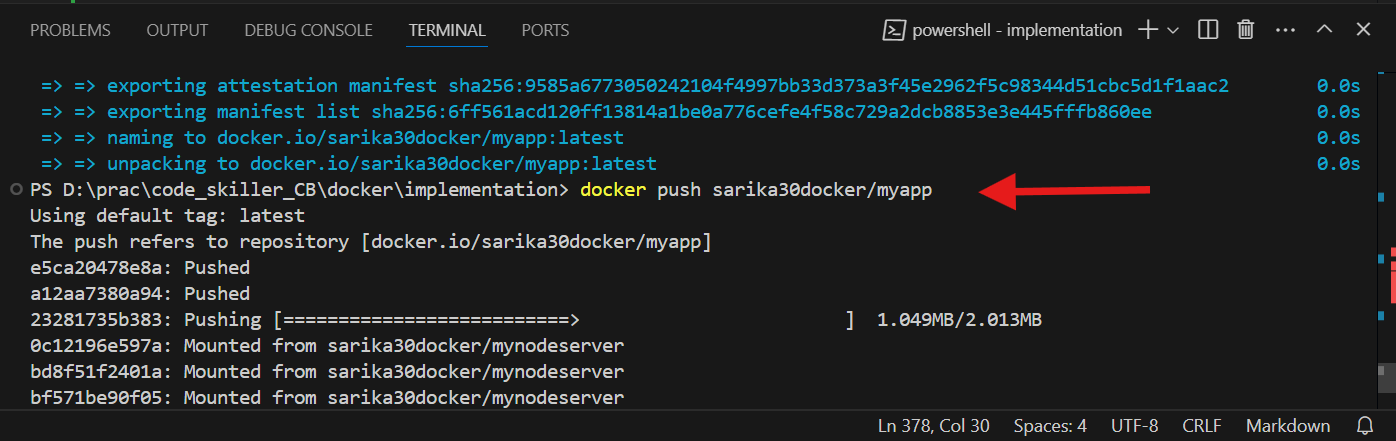 PROBLEMS OUTPUT DEBUG CONSOLE TERMINAL PORTS powershell - implementation
=> => exporting attestation manifest sha256:9585a6773050242104f4997bb33d373a3f45e2962f5c98344d51cbc5d1f1aac2 0.0s
=> => exporting manifest list sha256:6ff561acd120ff13814a1be0a776cefe4f58c729a2dcb8853e3e445fffb860ee 0.0s
=> => naming to docker.io/sarika30docker/myapp:latest 0.0s
=> => unpacking to docker.io/sarika30docker/myapp:latest 0.0s
PS D:\prac\code_skiller_CB\docker\implementation> docker push sarika30docker/myapp
Using default tag: latest
The push refers to repository [docker.io/sarika30docker/myapp]
e5ca20478e8a: Pushed
a12aa7380a94: Pushed
23281735b383: Pushing [==========================> ] 1.049MB/2.013MB
0c12196e597a: Mounted from sarika30docker/mynodeserver
bd8f51f2401a: Mounted from sarika30docker/mynodeserver
bf571be90f05: Mounted from sarika30docker/mynodeserver
Ln 378, Col 30 Spaces: 4 UTF-8 CRLF Markdown